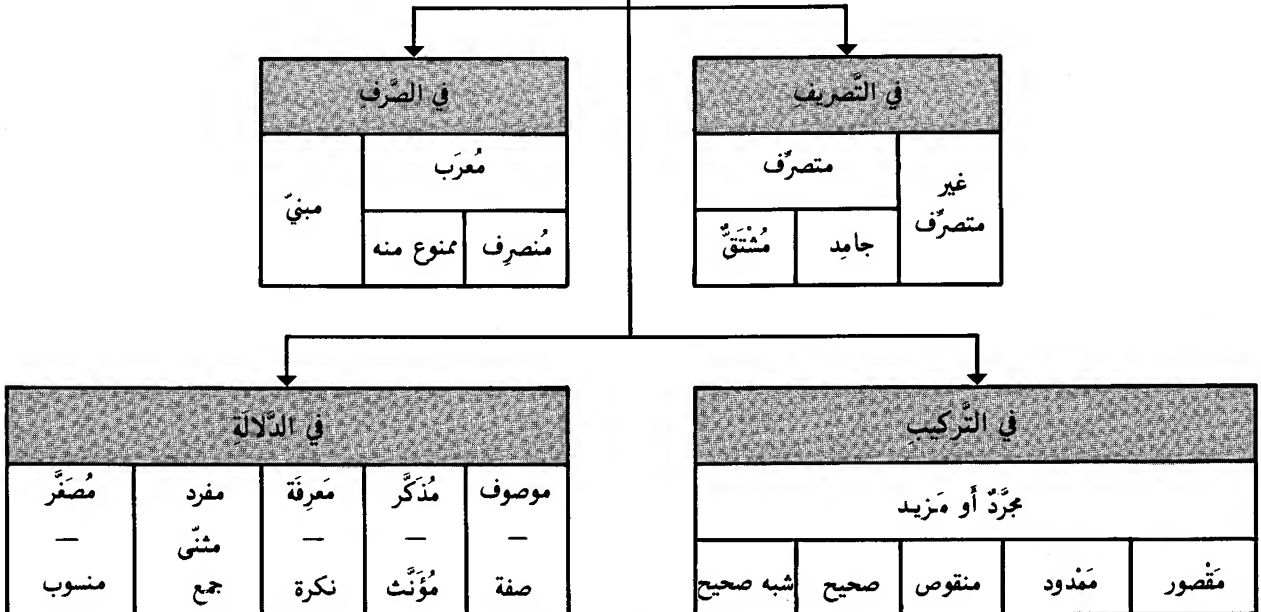 في التَّصريفِ
غير
متصرِّف
متصرِّف
جامِد
مُشْتَقٌّ
في الصَّرفِ
مُعرَب
مُنصرِف
ممنوع منه
مبنيّ
في التَّركيبِ
مجرَّدٌ أو مَزيد
مَقْصور
مَمْدود
منقوص
صحيح
شبه صحيح
في الدَّلالَةِ
موصوف
–
صفة
مُذكَّر
–
مُؤَنَّث
مَعرِفَة
–
نكرة
مفرد
مثنّى
جمع
مُصَغَّر
–
منسوب